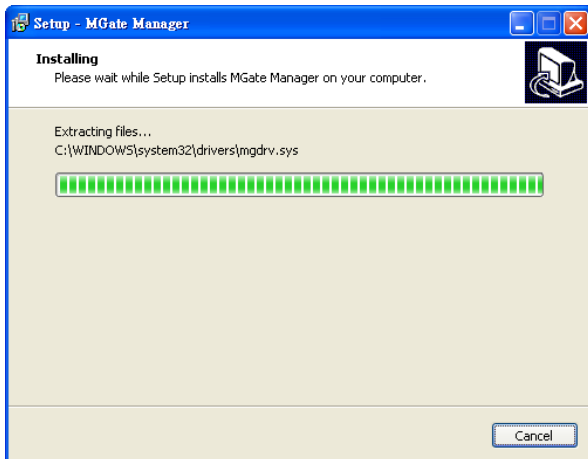 Setup - MGate Manager
Installing
Please wait while Setup installs MGate Manager on your computer.
Extracting files...
C:\WINDOWS\system32\drivers\mgdrv.sys
Cancel